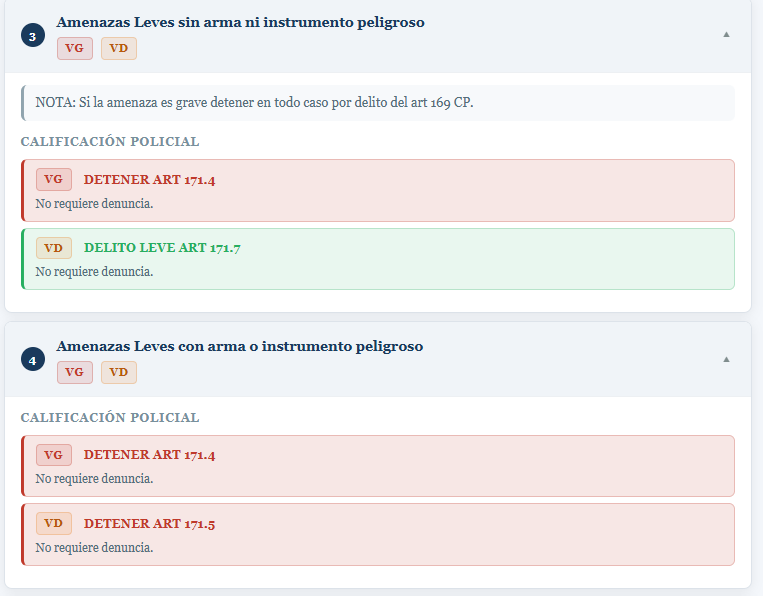 3
Amenazas Leves sin arma ni instrumento peligroso
VG VD
NOTA: Si la amenaza es grave detener en todo caso por delito del art 169 CP.
CALIFICACIÓN POLICIAL
VG DETENER ART 171.4
No requiere denuncia.
VD DELITO LEVE ART 171.7
No requiere denuncia.
4
Amenazas Leves con arma o instrumento peligroso
VG VD
CALIFICACIÓN POLICIAL
VG DETENER ART 171.4
No requiere denuncia.
VD DETENER ART 171.5
No requiere denuncia.